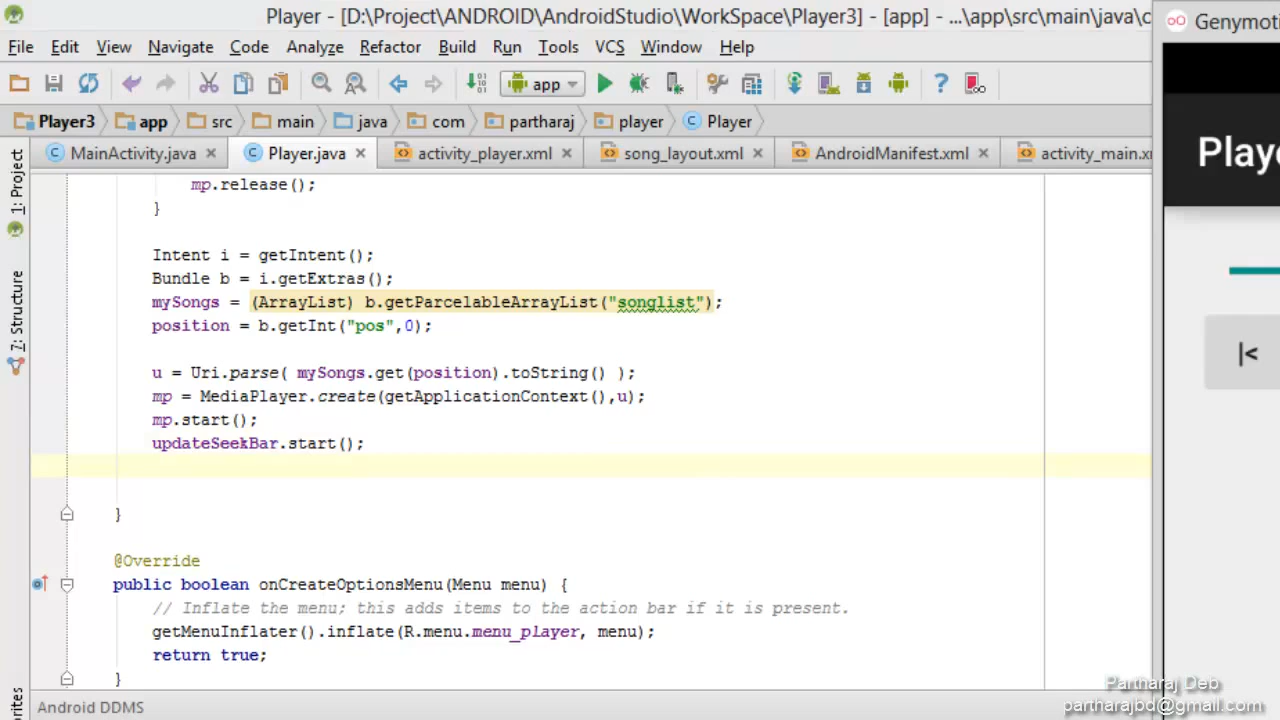 Player - [D:\Project\ANDROID\AndroidStudio\WorkSpace\Player3] - [app] - ...\app\src\main\java\c
Genymoti
File Edit View Navigate Code Analyze Refactor Build Run Tools VCS Window Help
app
Player3 app src main java com partharaj player Player
MainActivity.java Player.java activity_player.xml song_layout.xml AndroidManifest.xml activity_main.xm
1: Project
7: Structure
rites
mp.release();
}
Intent i = getIntent();
Bundle b = i.getExtras();
mySongs = (ArrayList) b.getParcelableArrayList("songlist");
position = b.getInt("pos",0);
u = Uri.parse( mySongs.get(position).toString() );
mp = MediaPlayer.create(getApplicationContext(),u);
mp.start();
updateSeekBar.start();
}
@Override
public boolean onCreateOptionsMenu(Menu menu) {
// Inflate the menu; this adds items to the action bar if it is present.
getMenuInflater().inflate(R.menu.menu_player, menu);
return true;
}
Android DDMS
Playe
|<
Partharaj Deb
partharajbd@gmail.com